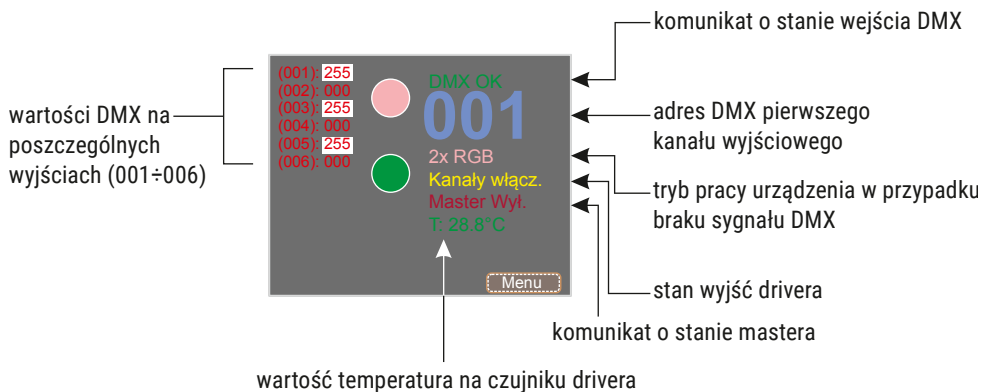 komunikat o stanie wejścia DMX
(001): 255
(002): 000
(003): 255
(004): 000
(005): 255
(006): 000
DMX OK
001
2x RGB
Kanały włącz.
Master Wył.
T: 28.8°C
Menu
wartości DMX na
poszczególnych
wyjściach (001÷006)
adres DMX pierwszego
kanału wyjściowego
tryb pracy urządzenia w przypadku
braku sygnału DMX
stan wyjść drivera
komunikat o stanie mastera
wartość temperatura na czujniku drivera